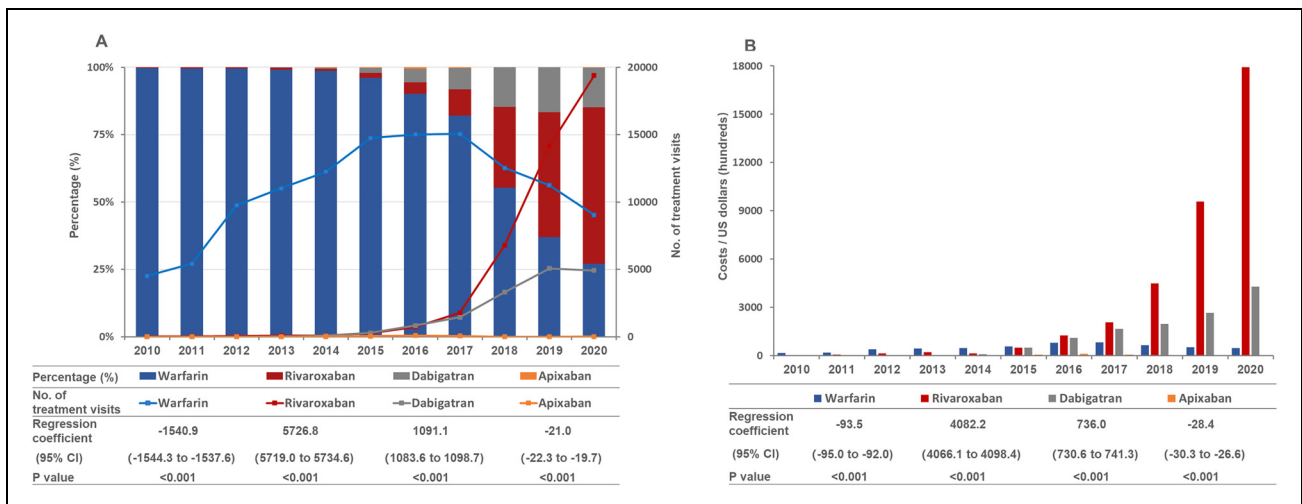 A
100%
75%
50%
25%
0%
Percentage (%)
20000
15000
10000
5000
0
No. of treatment visits
2010 2011 2012 2013 2014 2015 2016 2017 2018 2019 2020
Percentage (%) Warfarin Rivaroxaban Dabigatran Apixaban
No. of
treatment visits Warfarin Rivaroxaban Dabigatran Apixaban
Regression
coefficient -1540.9 5726.8 1091.1 -21.0
(95% CI) (-1544.3 to -1537.6) (5719.0 to 5734.6) (1083.6 to 1098.7) (-22.3 to -19.7)
P value <0.001 <0.001 <0.001 <0.001
B
18000
15000
12000
9000
6000
3000
0
Costs / US dollars (hundreds)
2010 2011 2012 2013 2014 2015 2016 2017 2018 2019 2020
Warfarin Rivaroxaban Dabigatran Apixaban
Regression
coefficient -93.5 4082.2 736.0 -28.4
(95% CI) (-95.0 to -92.0) (4066.1 to 4098.4) (730.6 to 741.3) (-30.3 to -26.6)
P value <0.001 <0.001 <0.001 <0.001